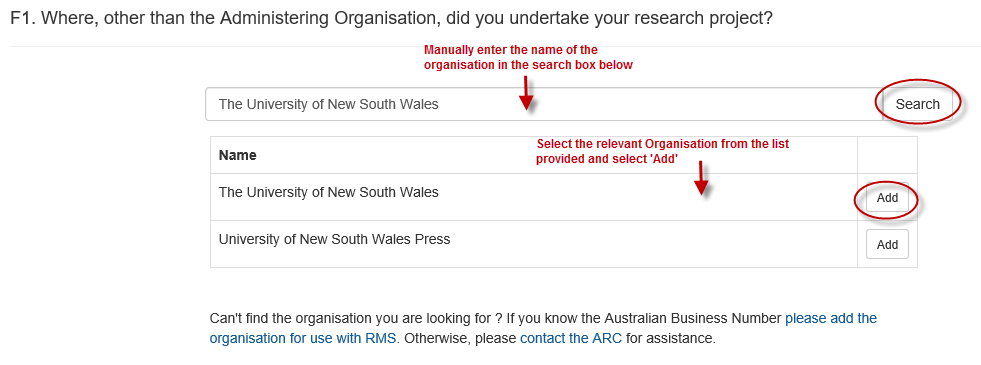 F1. Where, other than the Administering Organisation, did you undertake your research project?
Manually enter the name of the
organisation in the search box below
The University of New South Wales
Search
Select the relevant Organisation from the list
provided and select 'Add'
Name
The University of New South Wales
Add
University of New South Wales Press
Add
Can't find the organisation you are looking for ? If you know the Australian Business Number please add the
organisation for use with RMS. Otherwise, please contact the ARC for assistance.